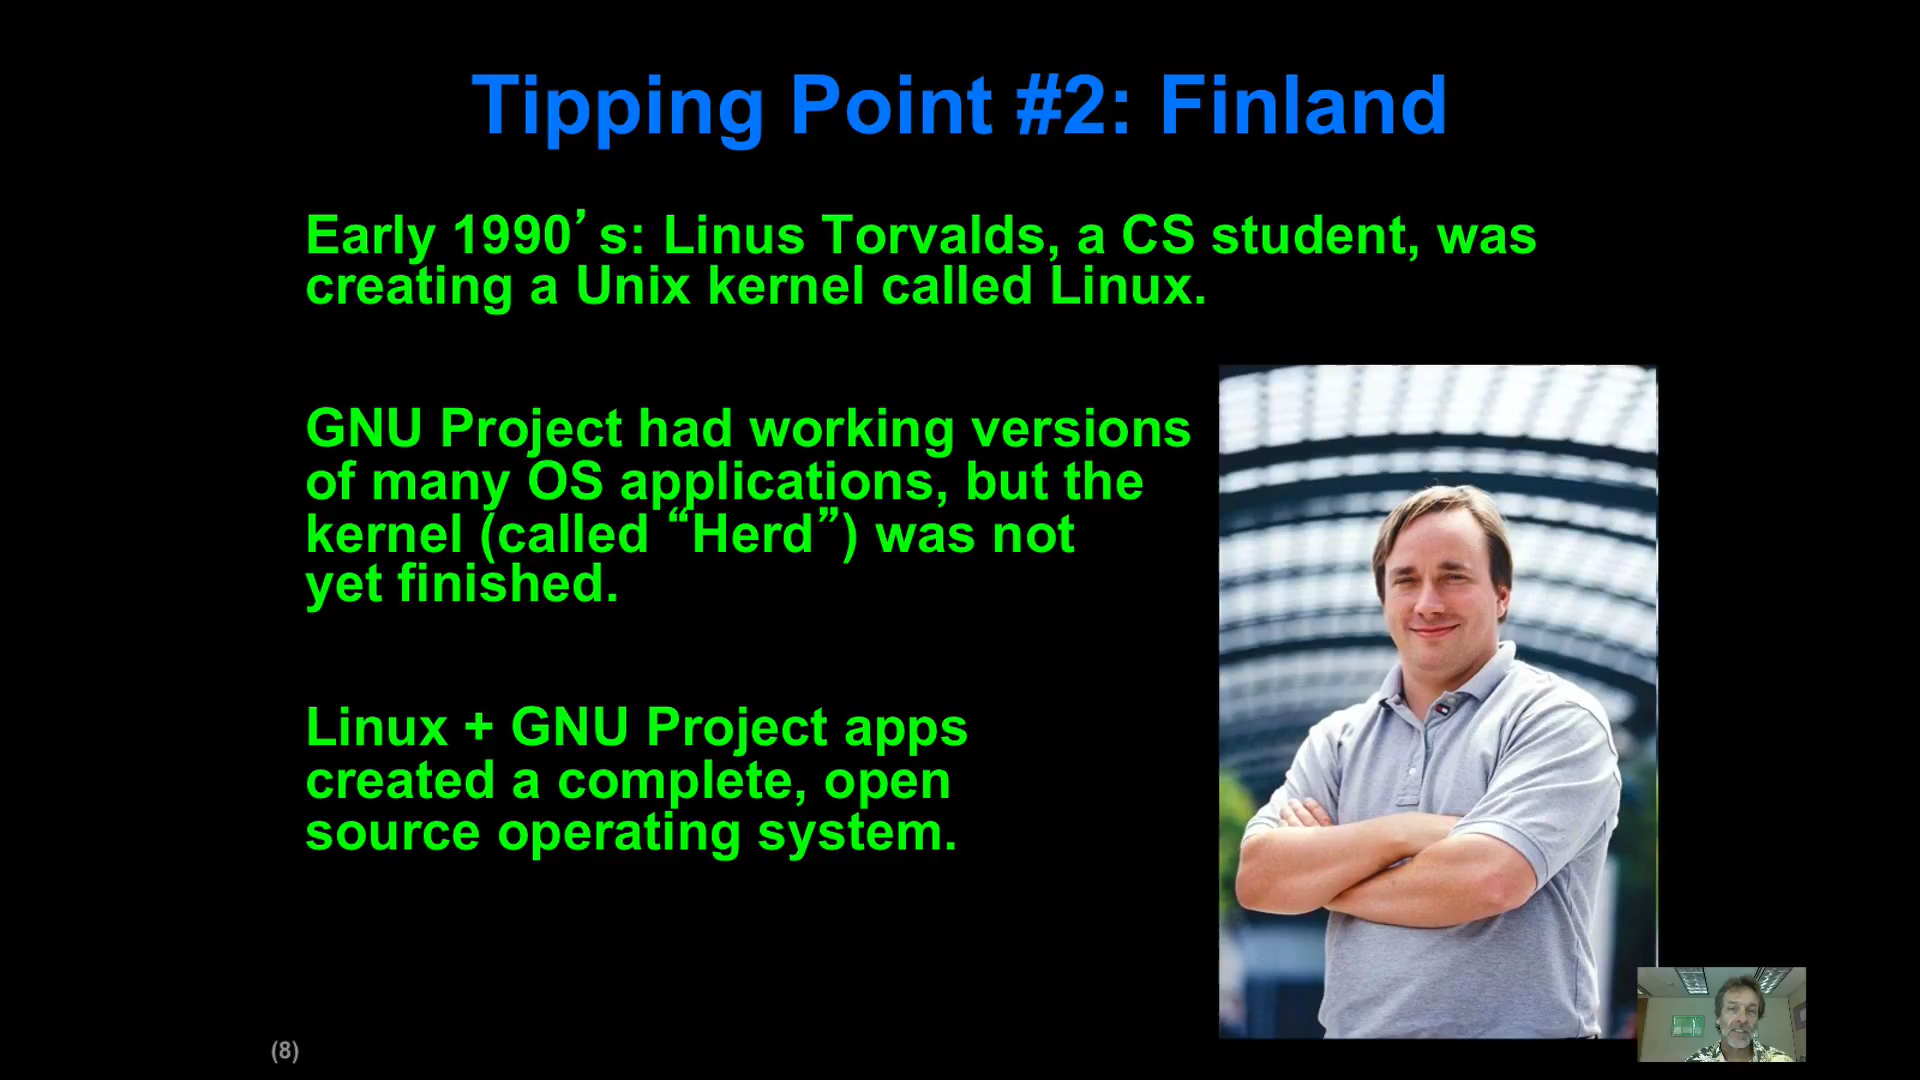 Tipping Point #2: Finland
Early 1990’s: Linus Torvalds, a CS student, was
creating a Unix kernel called Linux.
GNU Project had working versions
of many OS applications, but the
kernel (called “Herd”) was not
yet finished.
Linux + GNU Project apps
created a complete, open
source operating system.
(8)